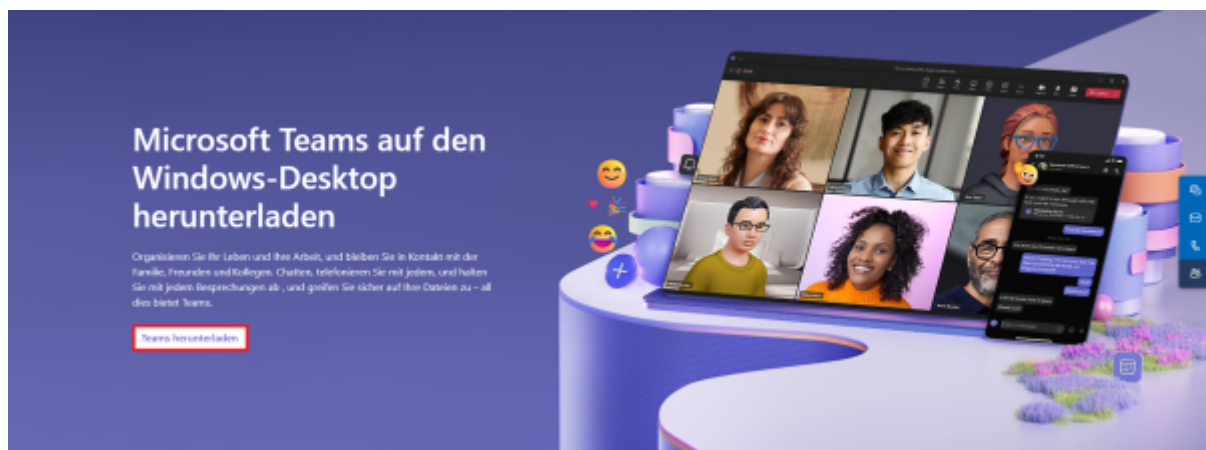 Microsoft Teams auf den
Windows-Desktop
herunterladen
Organisieren Sie Ihr Leben und Ihre Arbeit, und bleiben Sie in Kontakt mit der
Familie, Freunden und Kollegen. Chatten, telefonieren Sie mit jedem, und halten
Sie mit jedem Besprechungen ab , und greifen Sie sicher auf Ihre Dateien zu – all
dies bietet Teams.
Teams herunterladen